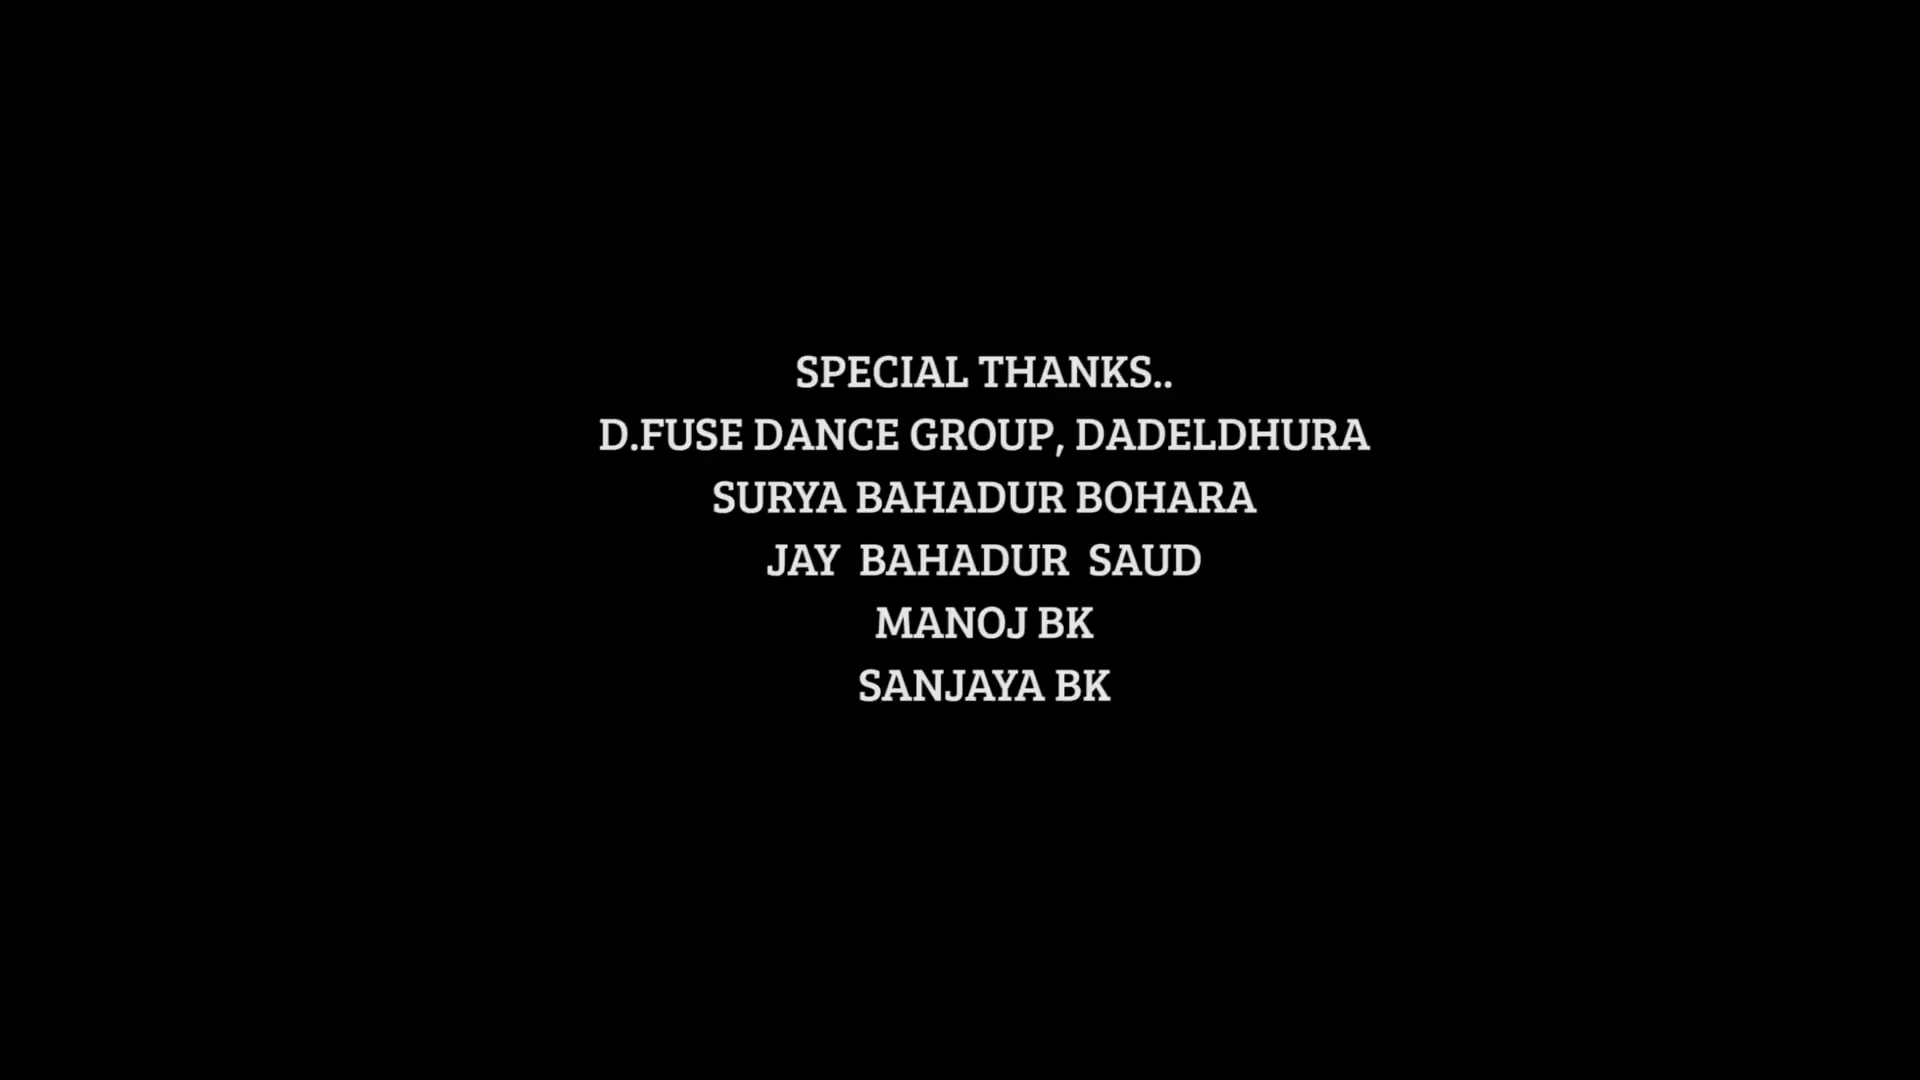 SPECIAL THANKS..
D.FUSE DANCE GROUP, DADELDHURA
SURYA BAHADUR BOHARA
JAY  BAHADUR  SAUD
MANOJ BK
SANJAYA BK